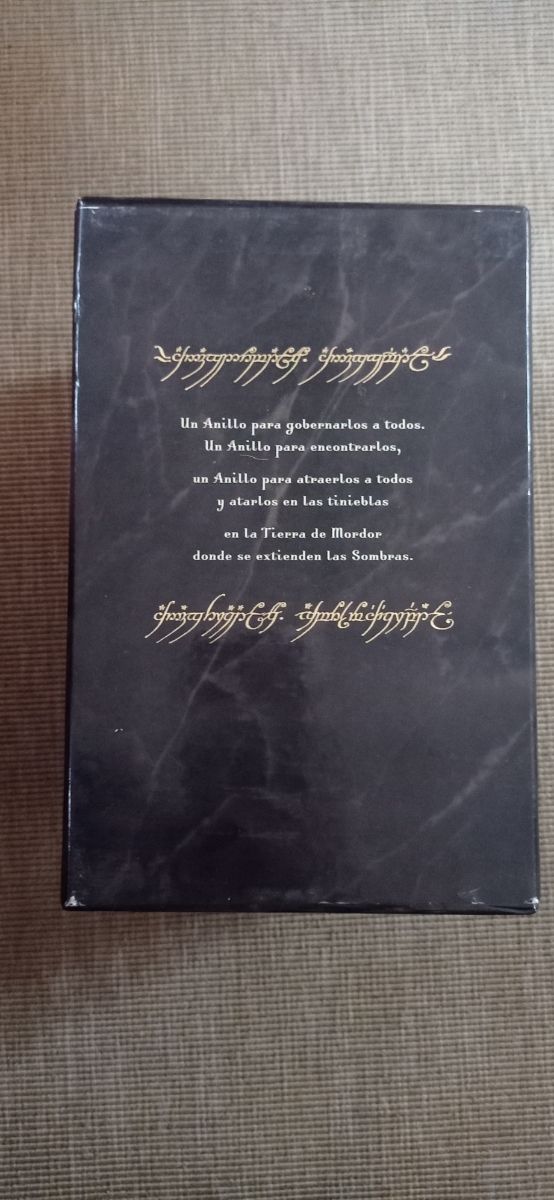 Un Anillo para gobernarlos a todos.
Un Anillo para encontrarlos,
un Anillo para atraerlos a todos
y atarlos en las tinieblas
en la Tierra de Mordor
donde se extienden las Sombras.